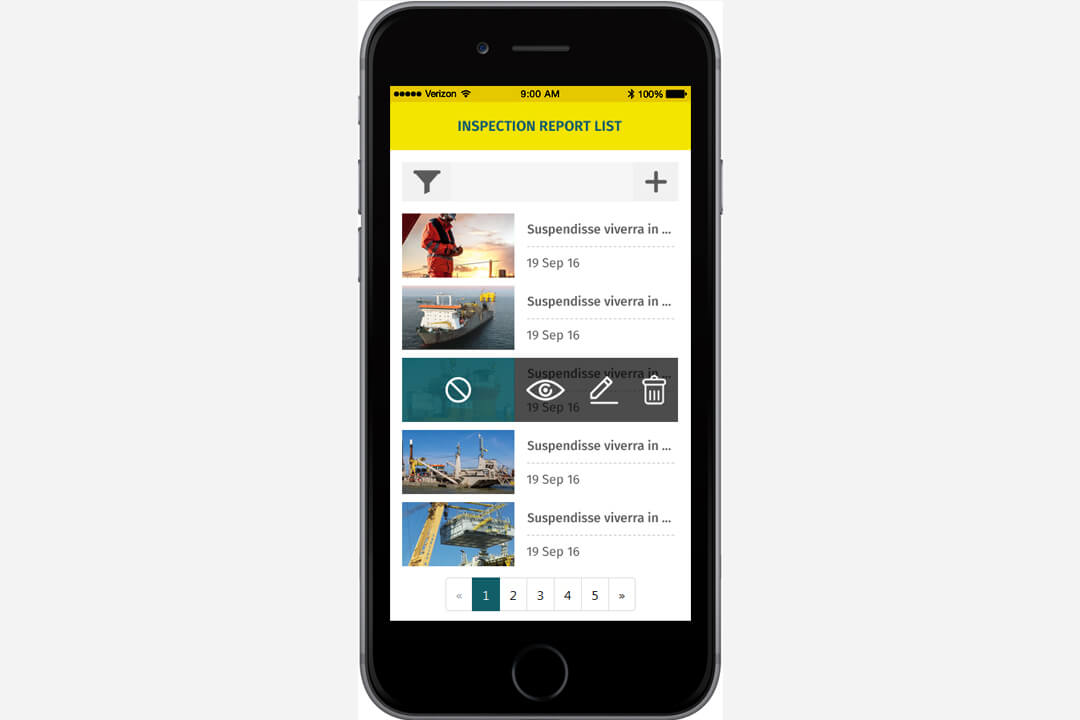 Verizon 9:00 AM 100%
INSPECTION REPORT LIST
Suspendisse viverra in ...
19 Sep 16
Suspendisse viverra in ...
19 Sep 16
Suspendisse viverra in ...
19 Sep 16
Suspendisse viverra in ...
19 Sep 16
Suspendisse viverra in ...
19 Sep 16
« 1 2 3 4 5 »